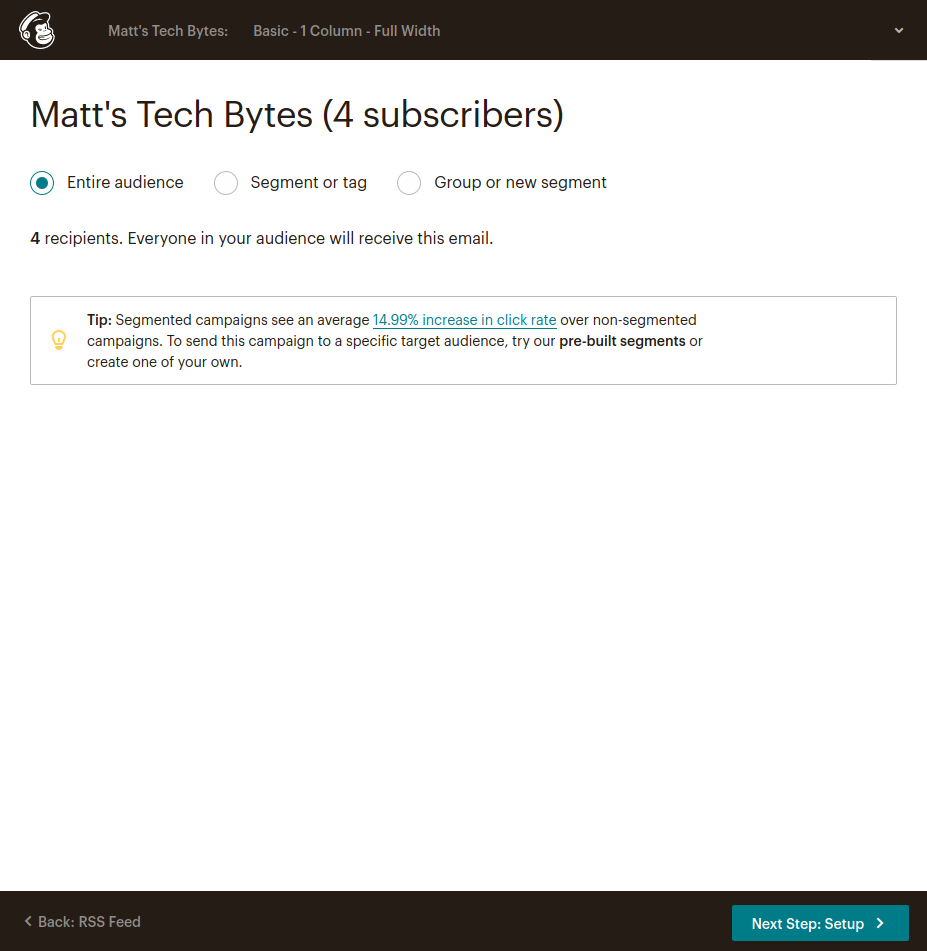 Matt's Tech Bytes: Basic - 1 Column - Full Width
Matt's Tech Bytes (4 subscribers)
Entire audience Segment or tag Group or new segment
4 recipients. Everyone in your audience will receive this email.
Tip: Segmented campaigns see an average 14.99% increase in click rate over non-segmented
campaigns. To send this campaign to a specific target audience, try our pre-built segments or
create one of your own.
Back: RSS Feed Next Step: Setup